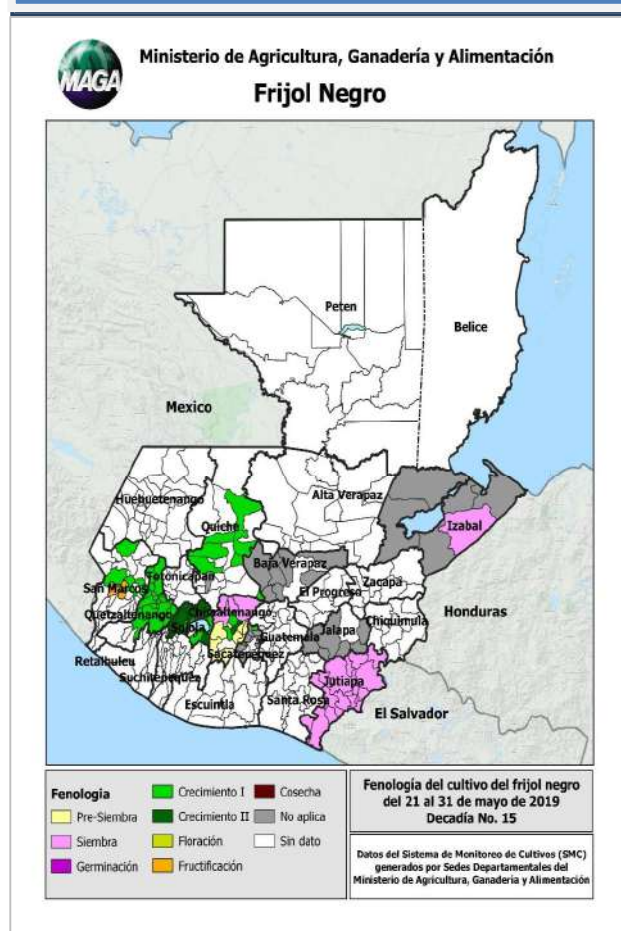 MAGA
Ministerio de Agricultura, Ganadería y Alimentación
Frijol Negro
Peten
Belice
Mexico
Huehuetenango
Alta Verapaz
Quiche
Izabal
Baja Verapaz
San Marcos
Totonicapan
Zacapa
El Progreso
Quetzaltenango
Chimaltenango
Honduras
Solola
Guatemala
Jalapa
Chiquimula
Sacatepequez
Retalhuleu
Suchitepequez
Jutiapa
Escuintla
Santa Rosa
El Salvador
Fenología
Pre-Siembra
Siembra
Germinación
Crecimiento I
Crecimiento II
Floración
Fructificación
Cosecha
No aplica
Sin dato
Fenología del cultivo del frijol negro
del 21 al 31 de mayo de 2019
Decadía No. 15
Datos del Sistema de Monitoreo de Cultivos (SMC)
generados por Sedes Departamentales del
Ministerio de Agricultura, Ganaderia y Alimentación